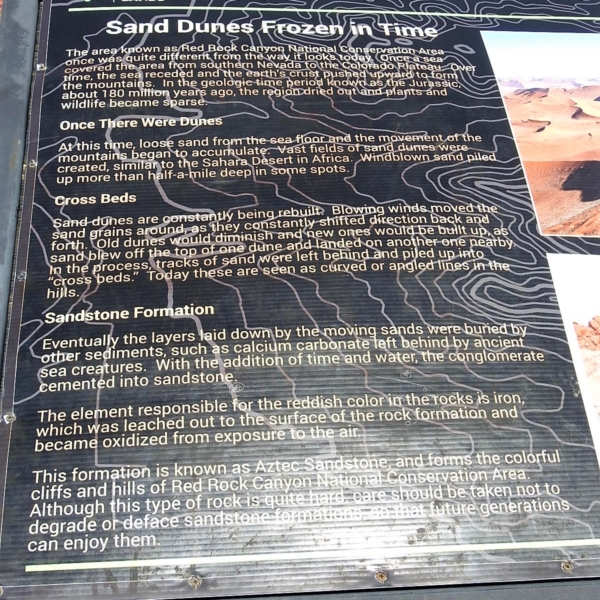 Sand Dunes Frozen in Time
The area known as Red Rock Canyon National Conservation Area
once was quite different from the way it looks today. Once a sea
covered the area from southern Nevada to the Colorado Plateau. Over
time, the sea receded and the earth's crust pushed upward to form
the mountains. In the geologic time period known as the Jurassic,
about 180 million years ago, the region dried out and plants and
wildlife became sparse.
Once There Were Dunes
At this time, loose sand from the sea floor and the movement of the
mountains began to accumulate. Vast fields of sand dunes were
created, similar to the Sahara Desert in Africa. Windblown sand piled
up more than half-a-mile deep in some spots.
Cross Beds
Sand dunes are constantly being rebuilt. Blowing winds moved the
sand grains around, as they constantly shifted direction back and
forth. Old dunes would diminish and new ones would be built up, as
sand blew off the top of one dune and landed on another one nearby.
In the process, tracks of sand were left behind and piled up into
"cross beds." Today these are seen as curved or angled lines in the
hills.
Sandstone Formation
Eventually the layers laid down by the moving sands were buried by
other sediments, such as calcium carbonate left behind by ancient
sea creatures. With the addition of time and water, the conglomerate
cemented into sandstone.
The element responsible for the reddish color in the rocks is iron,
which was leached out to the surface of the rock formation and
became oxidized from exposure to the air.
This formation is known as Aztec Sandstone, and forms the colorful
cliffs and hills of Red Rock Canyon National Conservation Area.
Although this type of rock is quite hard, care should be taken not to
degrade or deface sandstone formations, so that future generations
can enjoy them.